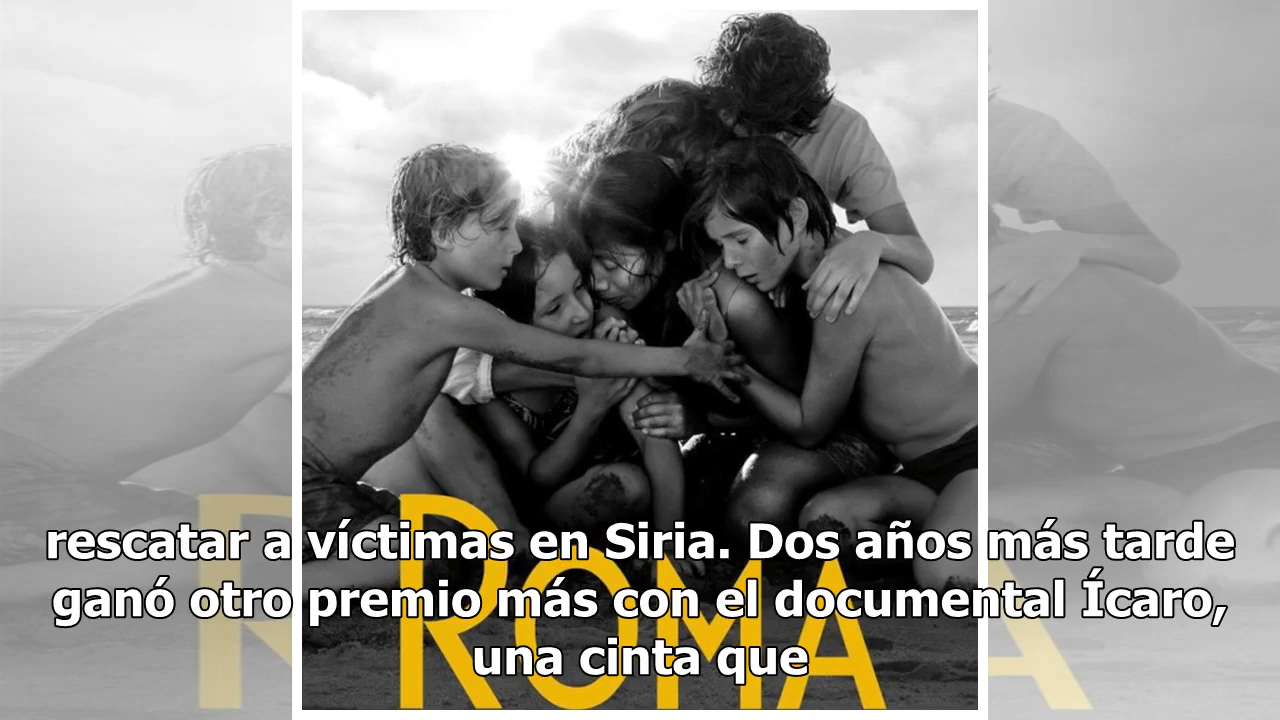 rescatar a víctimas en Siria. Dos años más tarde
ganó otro premio más con el documental Ícaro,
una cinta que
ROMA